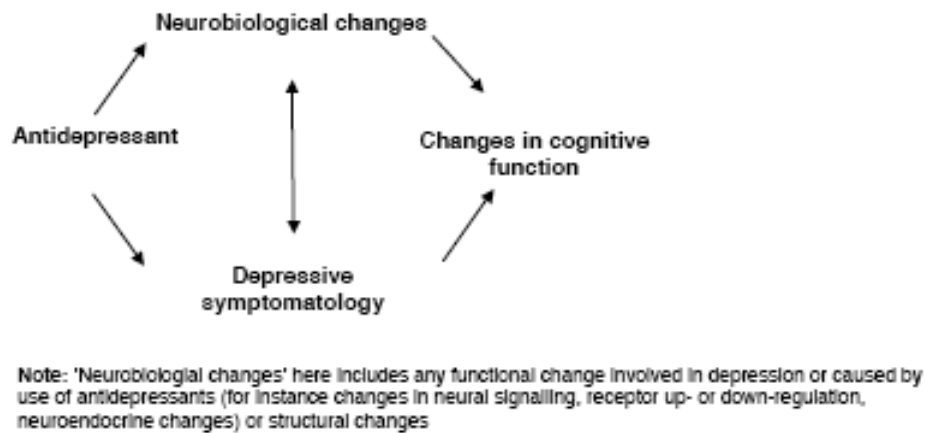 Neurobiological changes
Antidepressant
Changes in cognitive
function
Depressive
symptomatology
Note: 'Neurobiologial changes' here includes any functional change involved in depression or caused by
use of antidepressants (for instance changes in neural signalling, receptor up- or down-regulation,
neuroendocrine changes) or structural changes